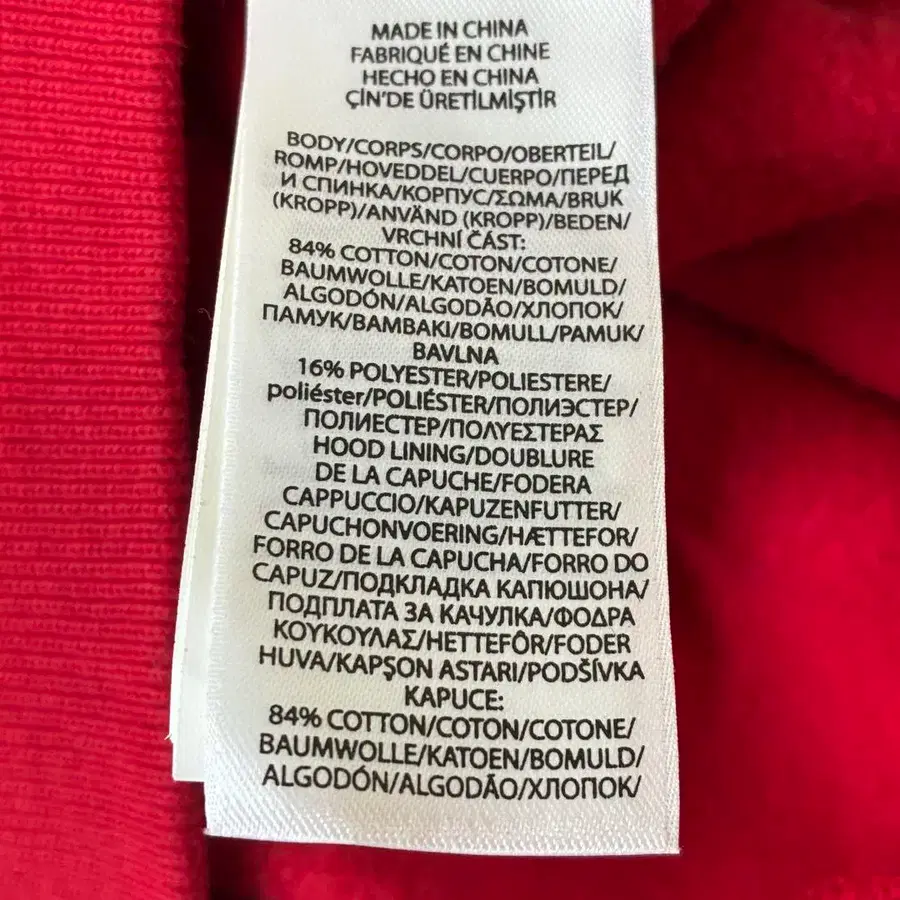 MADE IN CHINA
FABRIQUÉ EN CHINE
HECHO EN CHINA
ÇİN'DE ÜRETİLMİŞTİR
BODY/CORPS/CORPO/OBERTEIL/
ROMP/HOVEDDEL/CUERPO/ПЕРЕД
И СПИНКА/КОРПУС/ΣΩΜΑ/BRUK
(KROPP)/ANVÄND (KROPP)/BEDEN/
VRCHNÍ ČÁST:
84% COTTON/COTON/COTONE/
BAUMWOLLE/KATOEN/BOMULD/
ALGODÓN/ALGODÃO/ХЛОПОК/
ПАМУК/BAMBAKI/BOMULL/PAMUK/
BAVLNA
16% POLYESTER/POLIESTERE/
poliéster/POLIÉSTER/ПОЛИЭСТЕР/
ПОЛИЕСТЕР/ΠΟΛΥΕΣΤΕΡΑΣ
HOOD LINING/DOUBLURE
DE LA CAPUCHE/FODERA
CAPPUCCIO/KAPUZENFUTTER/
CAPUCHONVOERING/HÆTTEFOR/
FORRO DE LA CAPUCHA/FORRO DO
CAPUZ/ПОДКЛАДКА КАПЮШОНА/
ПОДПЛАТА ЗА КАЧУЛКА/ΦΟΔΡΑ
ΚΟΥΚΟΥΛΑΣ/HETTEFÔR/FODER
HUVA/KAPŞON ASTARI/PODŠÍVKA
KAPUCE:
84% COTTON/COTON/COTONE/
BAUMWOLLE/KATOEN/BOMULD/
ALGODÓN/ALGODÃO/ХЛОПОК/